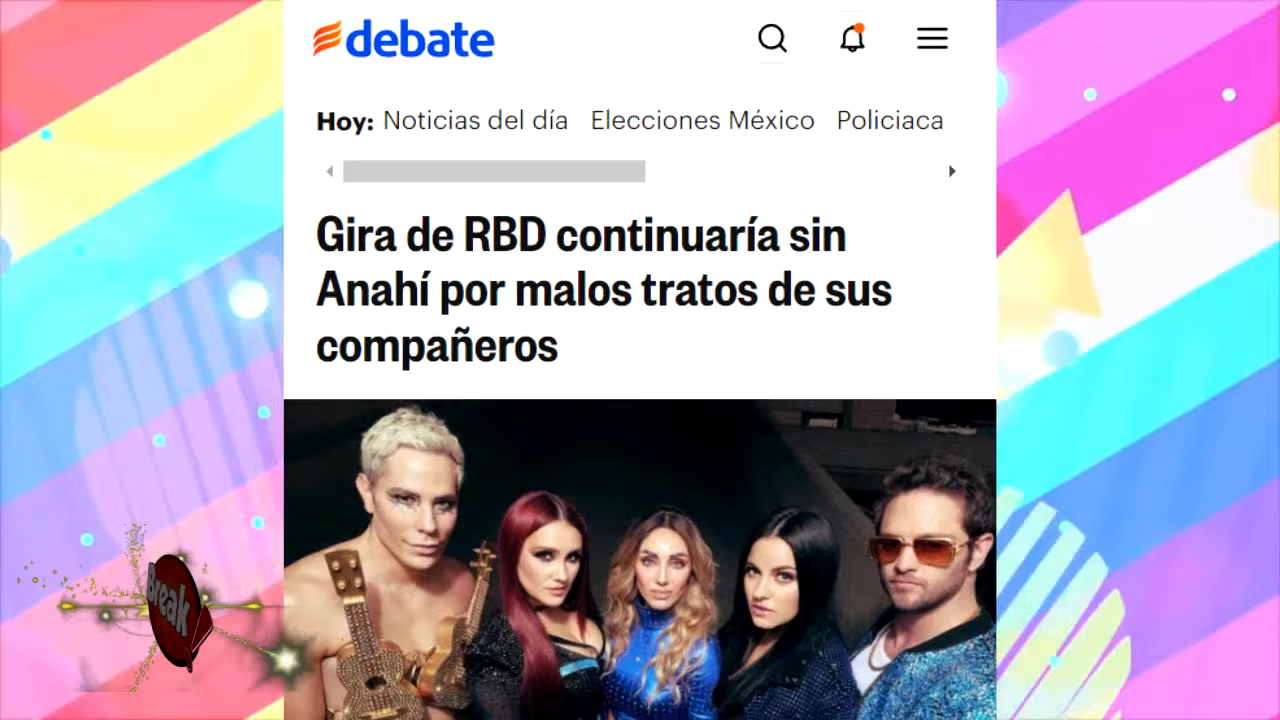 debate
Hoy: Noticias del día Elecciones México Policiaca
Gira de RBD continuaría sin
Anahí por malos tratos de sus
compañeros
Break